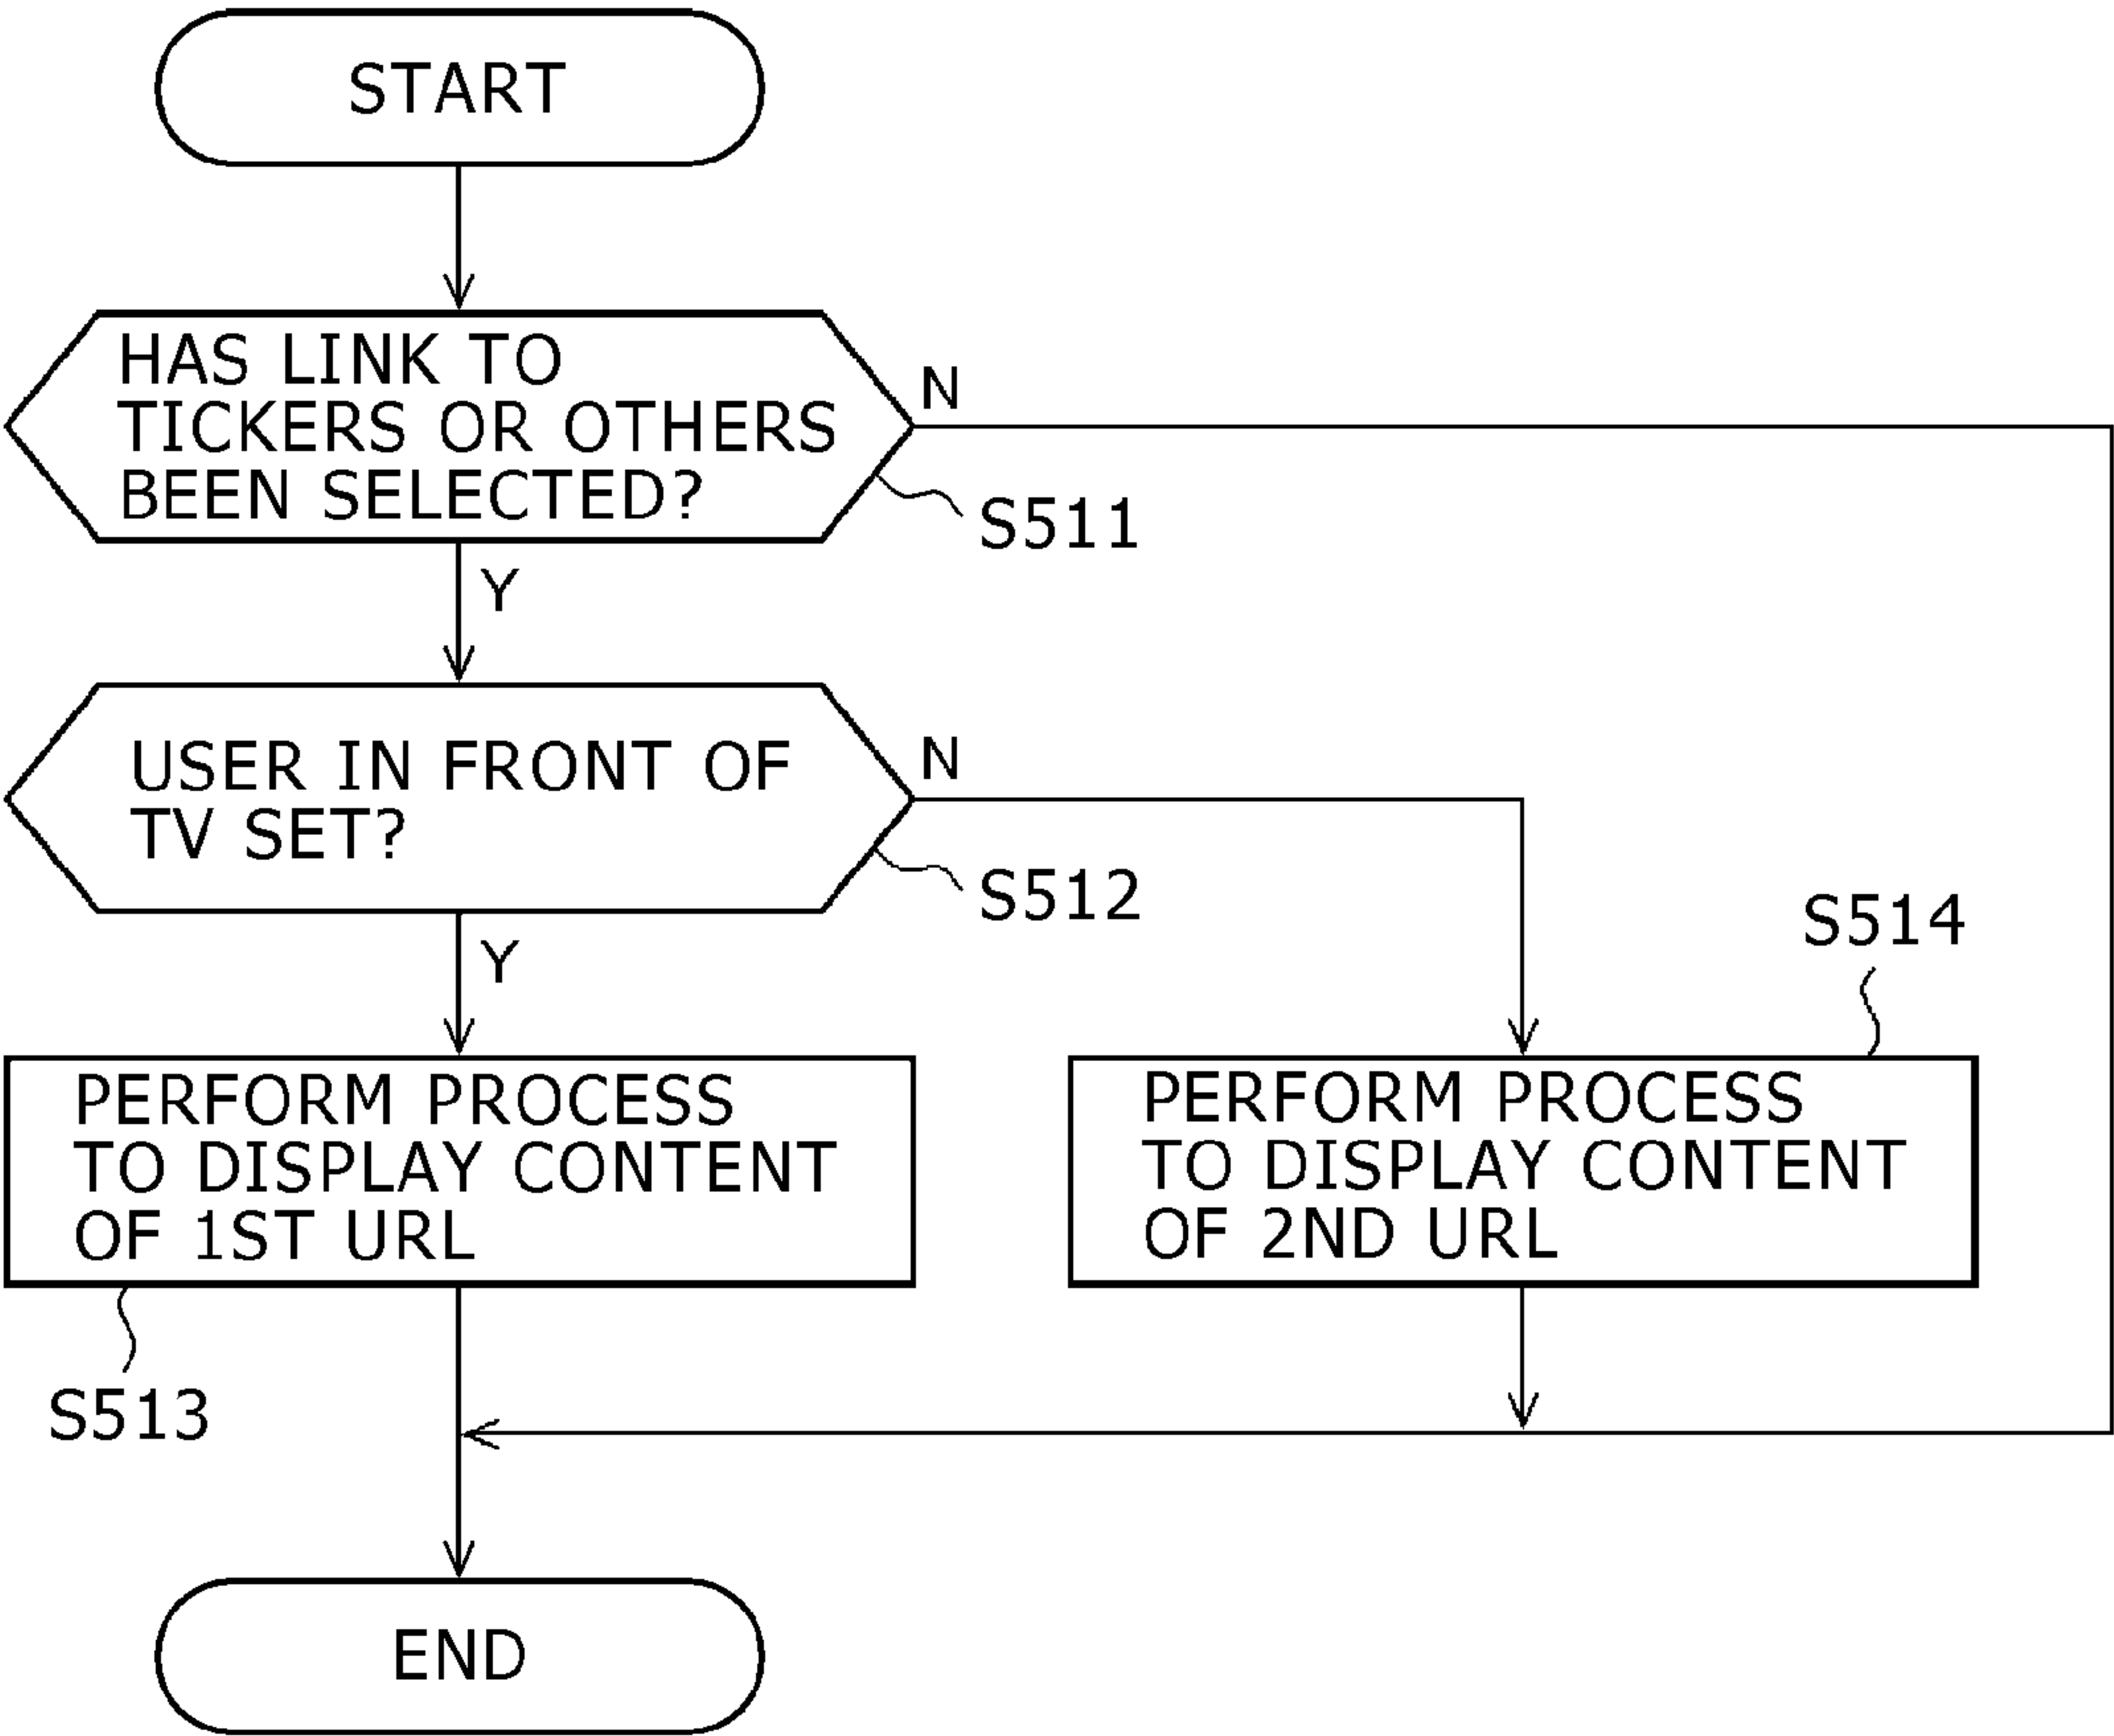 START
HAS LINK TO
TICKERS OR OTHERS
BEEN SELECTED?
N
S511
Y
USER IN FRONT OF
TV SET?
N
S512
Y
S514
PERFORM PROCESS
TO DISPLAY CONTENT
OF 1ST URL
PERFORM PROCESS
TO DISPLAY CONTENT
OF 2ND URL
S513
END